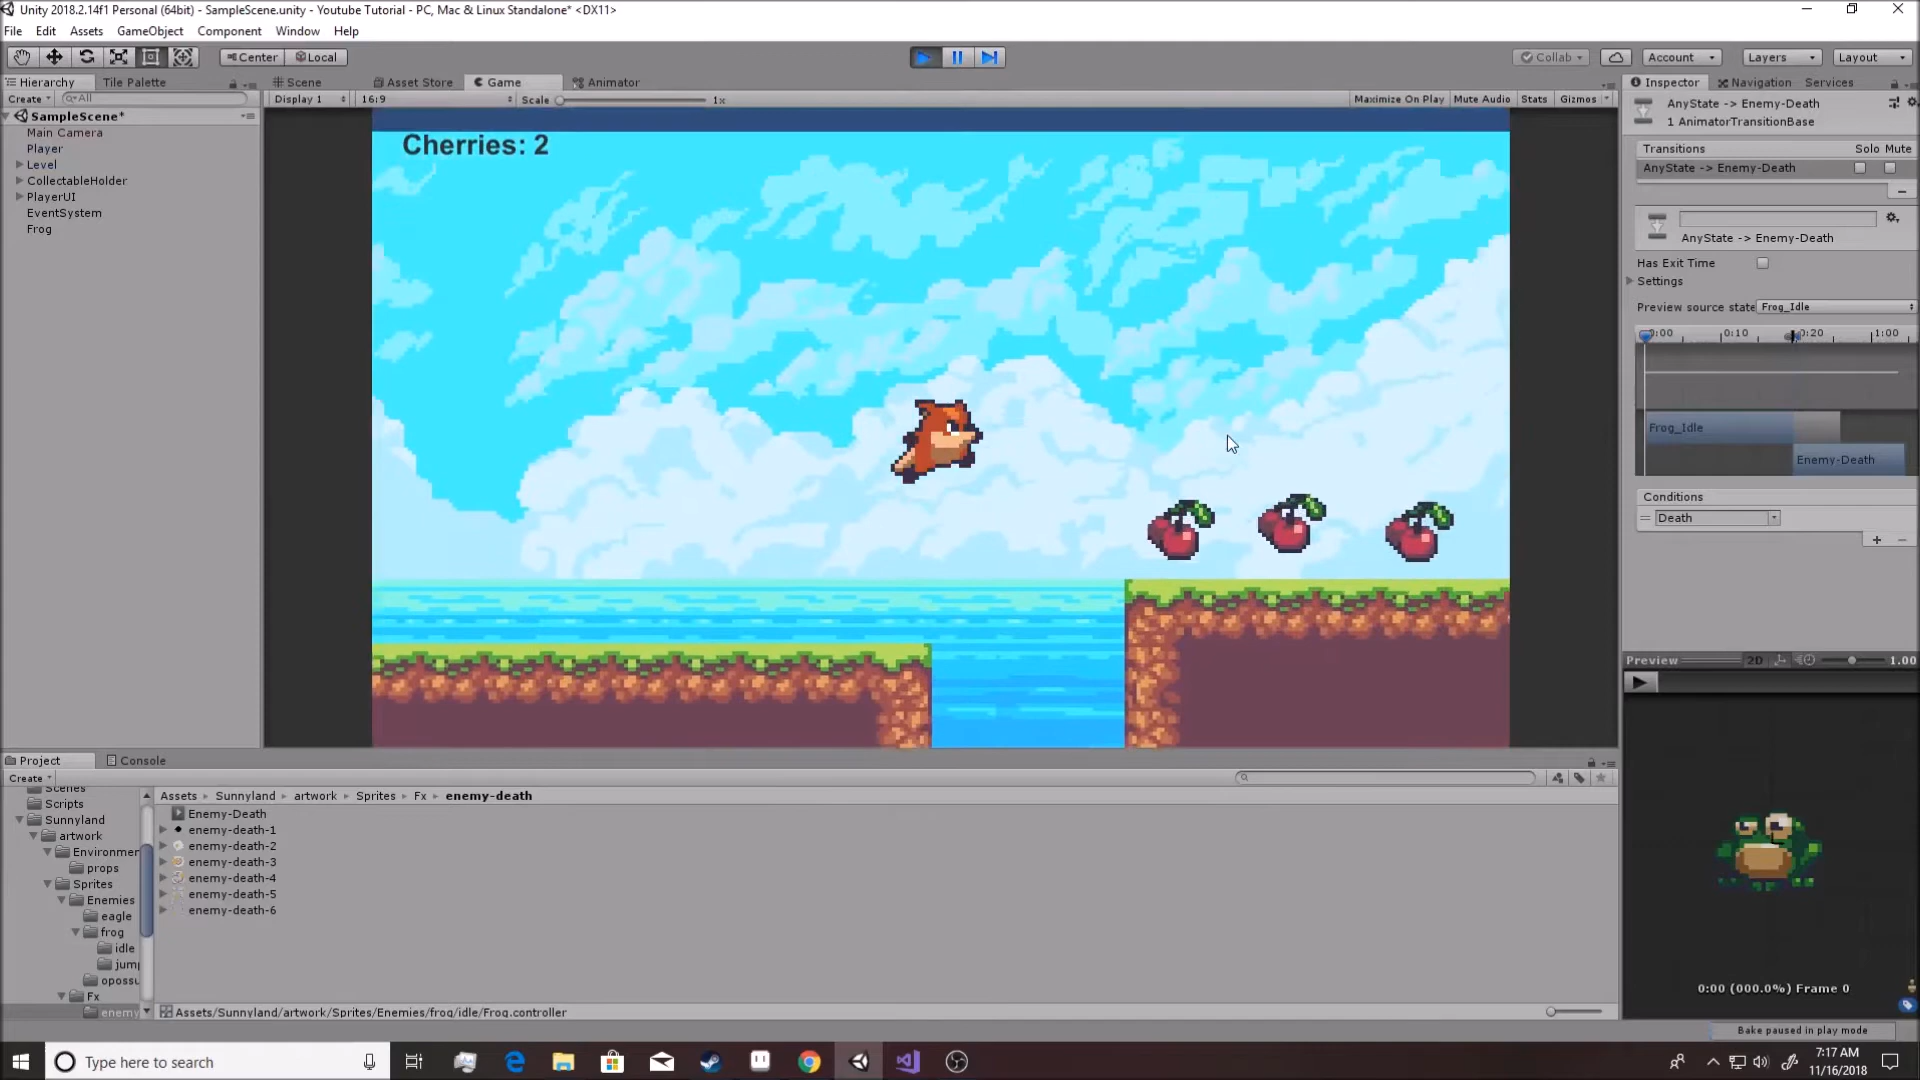 Unity 2018.2.14f1 Personal (64bit) - SampleScene.unity - Youtube Tutorial - PC, Mac & Linux Standalone* <DX11>
File Edit Assets GameObject Component Window Help
Center Local Collab Account Layers Layout
Hierarchy Tile Palette Scene Asset Store Game Animator Inspector Navigation Services
Create All Display 1 16:9 Scale 1x Maximize On Play Mute Audio Stats Gizmos
SampleScene*
Main Camera
Player
Level
CollectableHolder
PlayerUI
EventSystem
Frog
Cherries: 2
AnyState -> Enemy-Death
1 AnimatorTransitionBase
Transitions Solo Mute
AnyState -> Enemy-Death
AnyState -> Enemy-Death
Has Exit Time
Settings
Preview source state Frog_Idle
0:00 0:10 0:20 1:00
Frog_Idle
Enemy-Death
Conditions
Death
Preview 2D 1.00
0:00 (000.0%) Frame 0
Project Console
Create
Scenes
Scripts
Sunnyland
artwork
Environmer
props
Sprites
Enemies
eagle
frog
idle
jump
opossu
Fx
enemy
Assets Sunnyland artwork Sprites Fx enemy-death
Enemy-Death
enemy-death-1
enemy-death-2
enemy-death-3
enemy-death-4
enemy-death-5
enemy-death-6
Assets/Sunnyland/artwork/Sprites/Enemies/frog/idle/Frog.controller
Bake paused in play mode
Type here to search
7:17 AM
11/16/2018